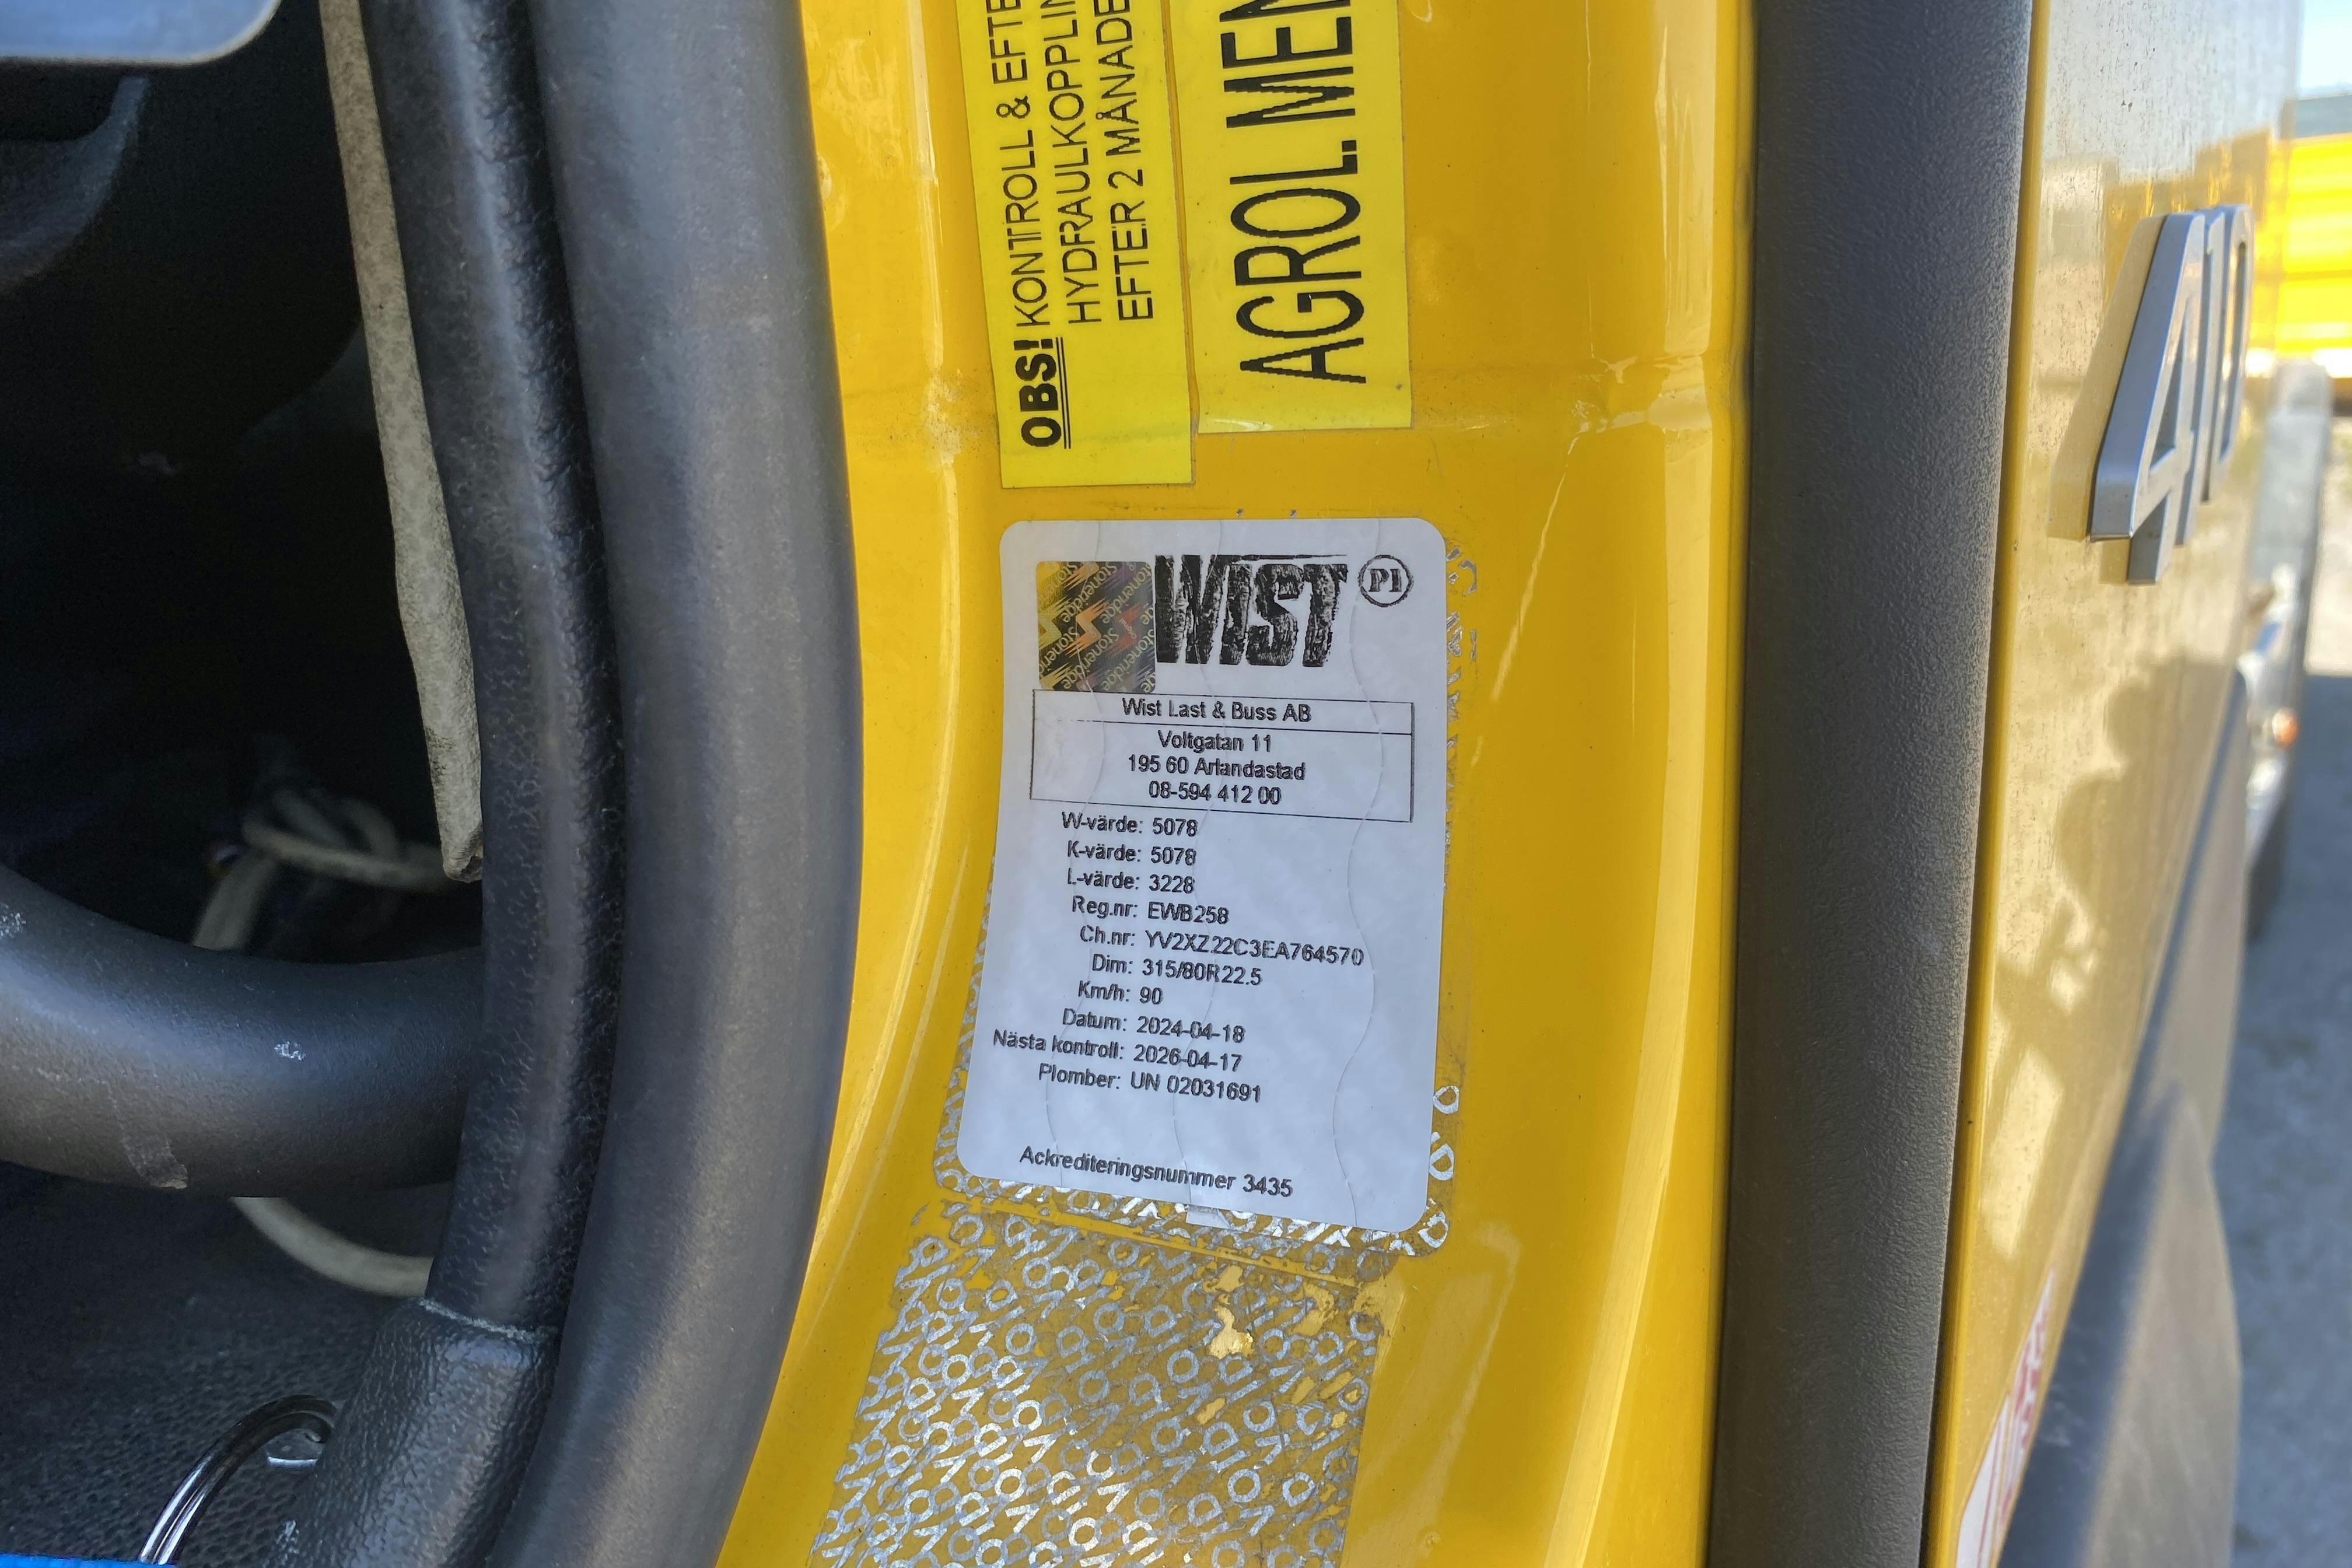 OBS! KONTROLL & EFTE
HYDRAULKOPPLIN
EFTER 2 MÅNADE
AGROL. MEN
410
Stoneridge
WIST
P1
Wist Last & Buss AB
Voltgatan 11
195 60 Arlandastad
08-594 412 00
W-värde: 5078
K-värde: 5078
L-värde: 3228
Reg.nr: EWB258
Ch.nr: YV2XZ22C3EA764570
Dim: 315/80R22.5
Km/h: 90
Datum: 2024-04-18
Nästa kontroll: 2026-04-17
Plomber: UN 02031691
Ackrediteringsnummer 3435